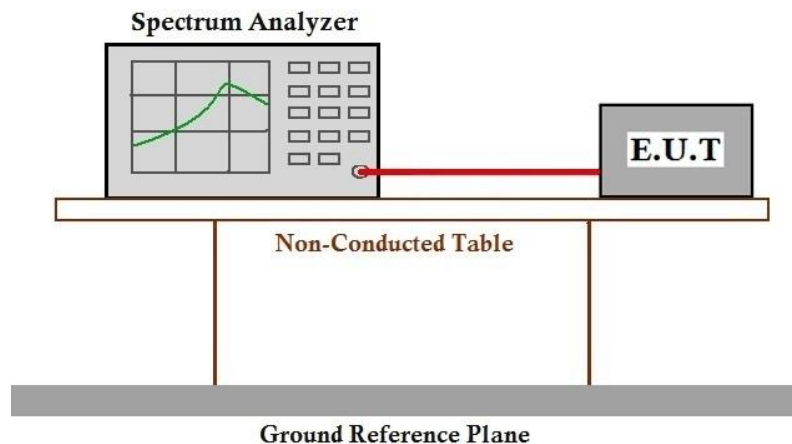 Spectrum Analyzer
E.U.T
Non-Conducted Table
Ground Reference Plane